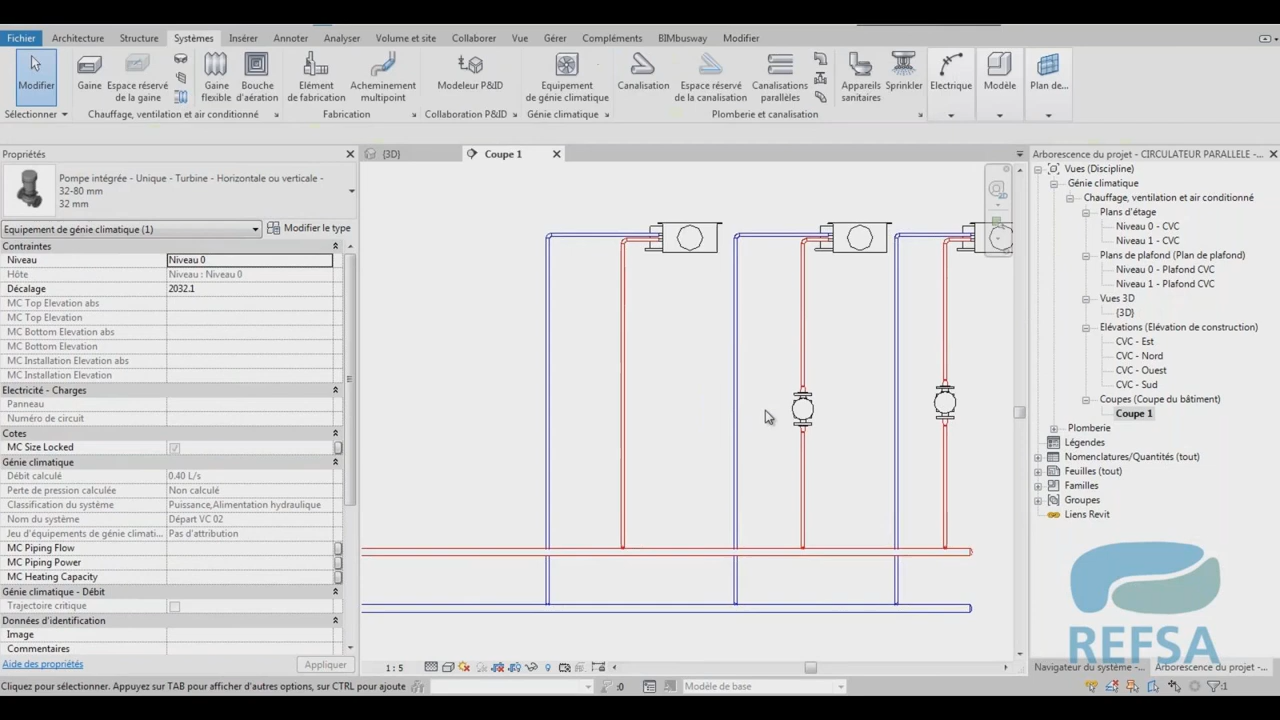 Fichier Architecture Structure Systèmes Insérer Annoter Analyser Volume et site Collaborer Vue Gérer Compléments BIMbusway Modifier
Modifier
Gaine
Espace réservé
de la gaine
Gaine
flexible
Bouche
d'aération
Elément
de fabrication
Acheminement
multipoint
Modeleur P&ID
Equipement
de génie climatique
Canalisation
Espace réservé
de la canalisation
Canalisations
parallèles
Appareils
sanitaires
Sprinkler
Electrique
Modèle
Plan de...
Sélectionner
Chauffage, ventilation et air conditionné
Fabrication
Collaboration P&ID
Génie climatique
Plomberie et canalisation
Propriétés
Pompe intégrée - Unique - Turbine - Horizontale ou verticale -
32-80 mm
32 mm
Equipement de génie climatique (1)
Modifier le type
Contraintes
Niveau Niveau 0
Hôte Niveau : Niveau 0
Décalage 2032.1
MC Top Elevation abs
MC Top Elevation
MC Bottom Elevation abs
MC Bottom Elevation
MC Installation Elevation abs
MC Installation Elevation
Electricité - Charges
Panneau
Numéro de circuit
Cotes
MC Size Locked
Génie climatique
Débit calculé 0.40 L/s
Perte de pression calculée Non calculé
Classification du système Puissance,Alimentation hydraulique
Nom du système Départ VC 02
Jeu d'équipements de génie climati... Pas d'attribution
MC Piping Flow
MC Piping Power
MC Heating Capacity
Génie climatique - Débit
Trajectoire critique
Données d'identification
Image
Commentaires
Aide des propriétés
Appliquer
{3D}
Coupe 1
1 : 5
Arborescence du projet - CIRCULATEUR PARALLELE -...
Vues (Discipline)
Génie climatique
Chauffage, ventilation et air conditionné
Plans d'étage
Niveau 0 - CVC
Niveau 1 - CVC
Plans de plafond (Plan de plafond)
Niveau 0 - Plafond CVC
Niveau 1 - Plafond CVC
Vues 3D
{3D}
Elévations (Elévation de construction)
CVC - Est
CVC - Nord
CVC - Ouest
CVC - Sud
Coupes (Coupe du bâtiment)
Coupe 1
Plomberie
Légendes
Nomenclatures/Quantités (tout)
Feuilles (tout)
Familles
Groupes
Liens Revit
REFSA
Navigateur du système -...
Arborescence du projet -...
Cliquez pour sélectionner. Appuyez sur TAB pour afficher d'autres options, sur CTRL pour ajoute
:0
Modèle de base
:1